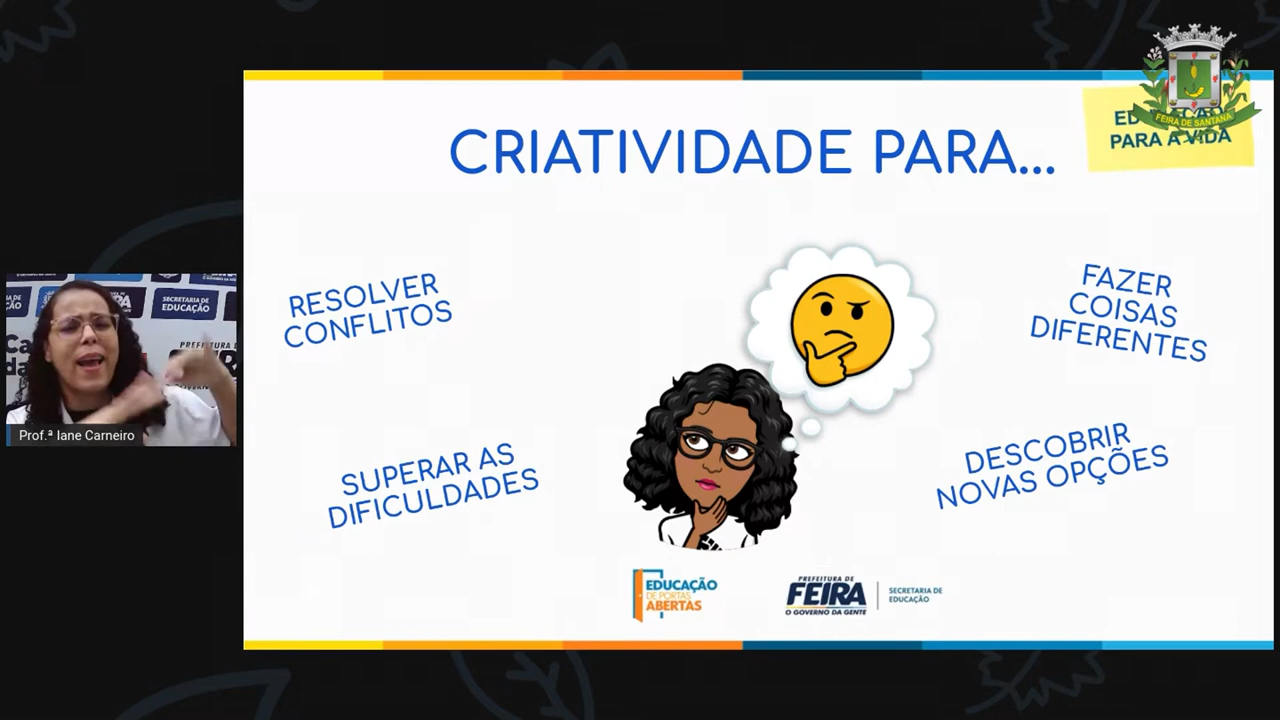 FEIRA DE SANTANA
PARA A VIDA
CRIATIVIDADE PARA...
RESOLVER
CONFLITOS
FAZER
COISAS
DIFERENTES
SUPERAR AS
DIFICULDADES
DESCOBRIR
NOVAS OPÇÕES
SECRETARIA DE
EDUCAÇÃO
Prof.ª Iane Carneiro
EDUCAÇÃO
DE PORTAS
ABERTAS
PREFEITURA DE
FEIRA
O GOVERNO DA GENTE
SECRETARIA DE
EDUCAÇÃO